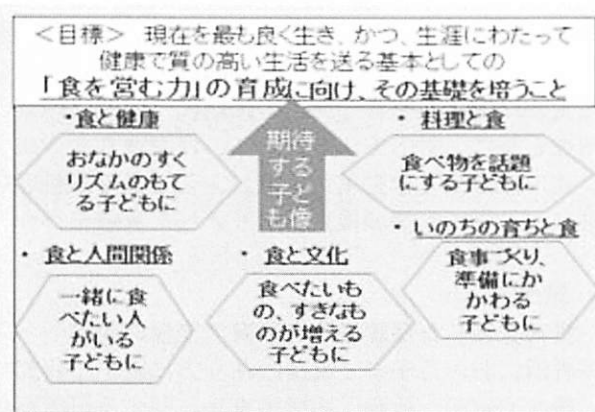 ＜目標＞ 現在を最も良く生き、かつ、生涯にわたって
健康で質の高い生活を送る基本としての
「食を営む力」の育成に向け、その基礎を培うこと
・食と健康
おなかのすく
リズムのもて
る子どもに
期待
する
子ど
も像
・料理と食
食べ物を話題
にする子どもに
・食と人間関係
一緒に食
べたい人
がいる
子どもに
・食と文化
食べたいも
の、すきなも
のが増える
子どもに
・いのちの育ちと食
食事づくり、
準備にか
かわる
子どもに